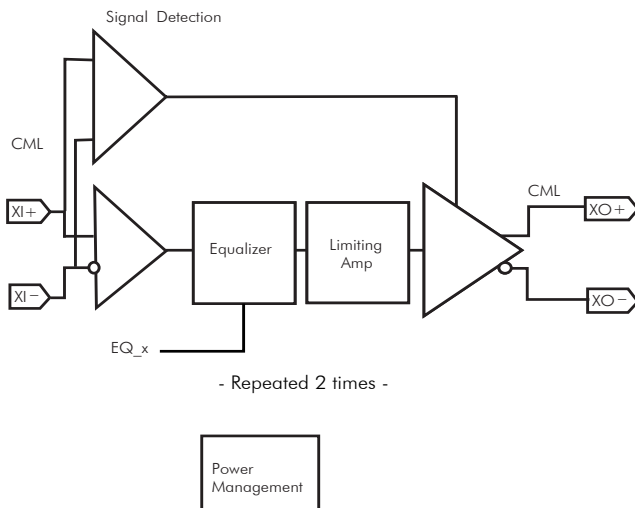 Signal Detection
CML
XI+
XI−
Equalizer
Limiting
Amp
CML
XO+
XO−
EQ_x
- Repeated 2 times -
Power
Management